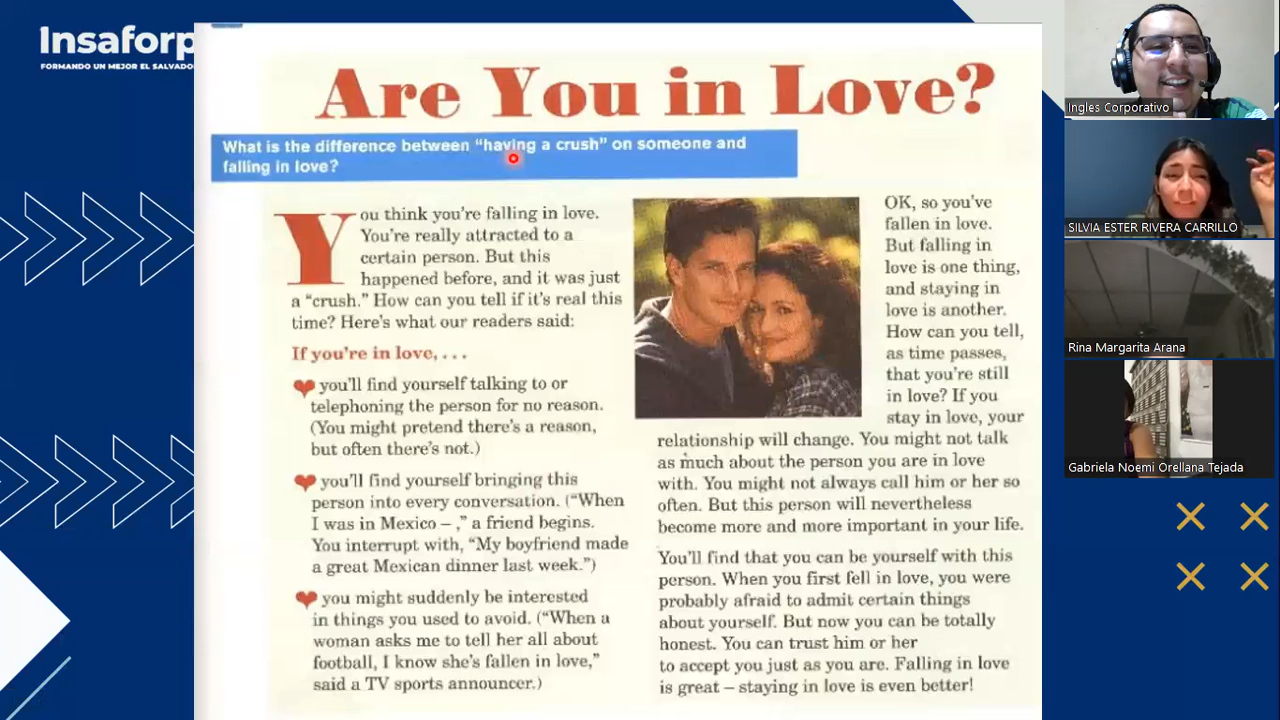 Insaforp
FORMANDO UN MEJOR EL SALVADOR
Are You in Love?
What is the difference between “having a crush” on someone and
falling in love?
You think you’re falling in love.
You’re really attracted to a
certain person. But this
happened before, and it was just
a “crush.” How can you tell if it’s real this
time? Here’s what our readers said:
If you’re in love, . . .
you’ll find yourself talking to or
telephoning the person for no reason.
(You might pretend there’s a reason,
but often there’s not.)
you’ll find yourself bringing this
person into every conversation. (“When
I was in Mexico – ,” a friend begins.
You interrupt with, “My boyfriend made
a great Mexican dinner last week.”)
you might suddenly be interested
in things you used to avoid. (“When a
woman asks me to tell her all about
football, I know she’s fallen in love,”
said a TV sports announcer.)
OK, so you’ve
fallen in love.
But falling in
love is one thing,
and staying in
love is another.
How can you tell,
as time passes,
that you’re still
in love? If you
stay in love, your
relationship will change. You might not talk
as much about the person you are in love
with. You might not always call him or her so
often. But this person will nevertheless
become more and more important in your life.
You’ll find that you can be yourself with this
person. When you first fell in love, you were
probably afraid to admit certain things
about yourself. But now you can be totally
honest. You can trust him or her
to accept you just as you are. Falling in love
is great – staying in love is even better!
Ingles Corporativo
SILVIA ESTER RIVERA CARRILLO
Rina Margarita Arana
Gabriela Noemi Orellana Tejada